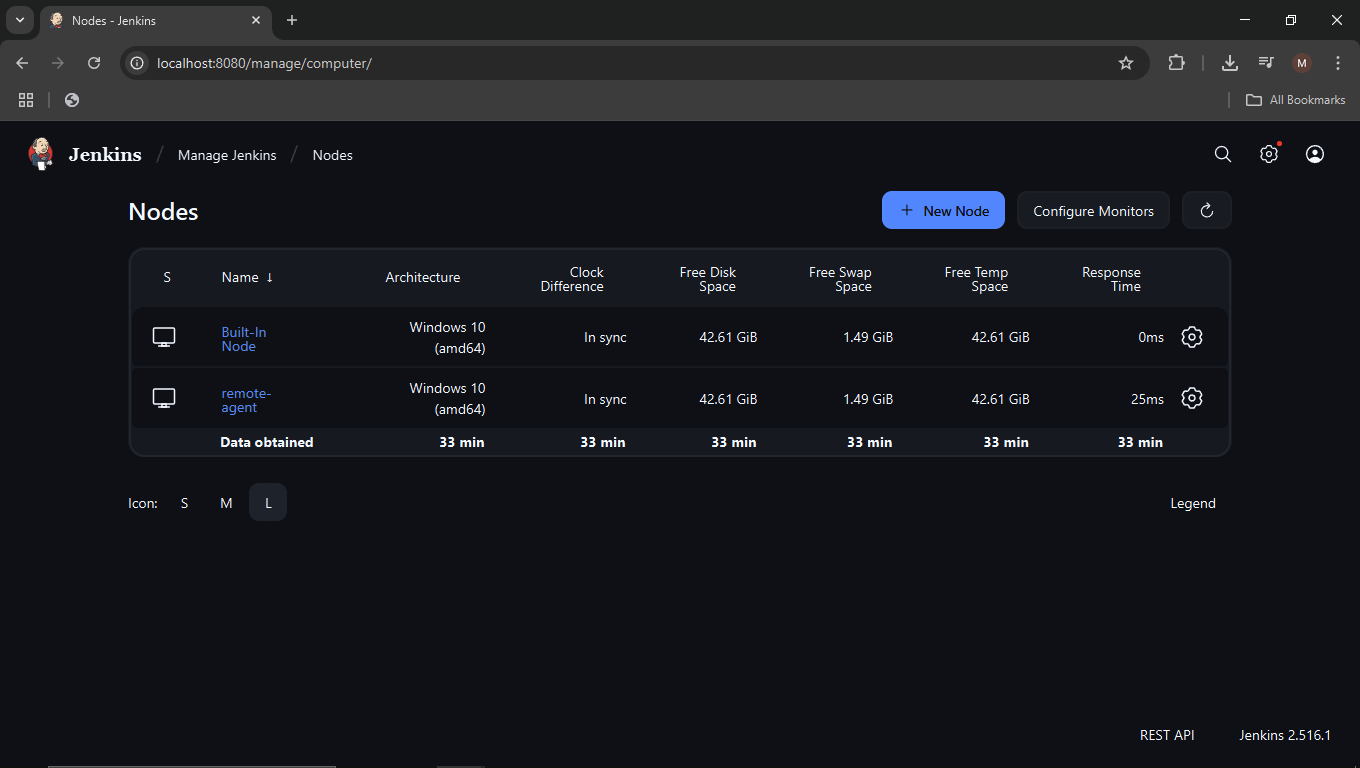 Nodes - Jenkins
localhost:8080/manage/computer/
M
All Bookmarks
Jenkins / Manage Jenkins / Nodes
Nodes
+ New Node
Configure Monitors
S Name ↓ Architecture Clock Difference Free Disk Space Free Swap Space Free Temp Space Response Time
Built-In Node Windows 10 (amd64) In sync 42.61 GiB 1.49 GiB 42.61 GiB 0ms
remote-agent Windows 10 (amd64) In sync 42.61 GiB 1.49 GiB 42.61 GiB 25ms
Data obtained 33 min 33 min 33 min 33 min 33 min 33 min
Icon: S M L
Legend
REST API
Jenkins 2.516.1